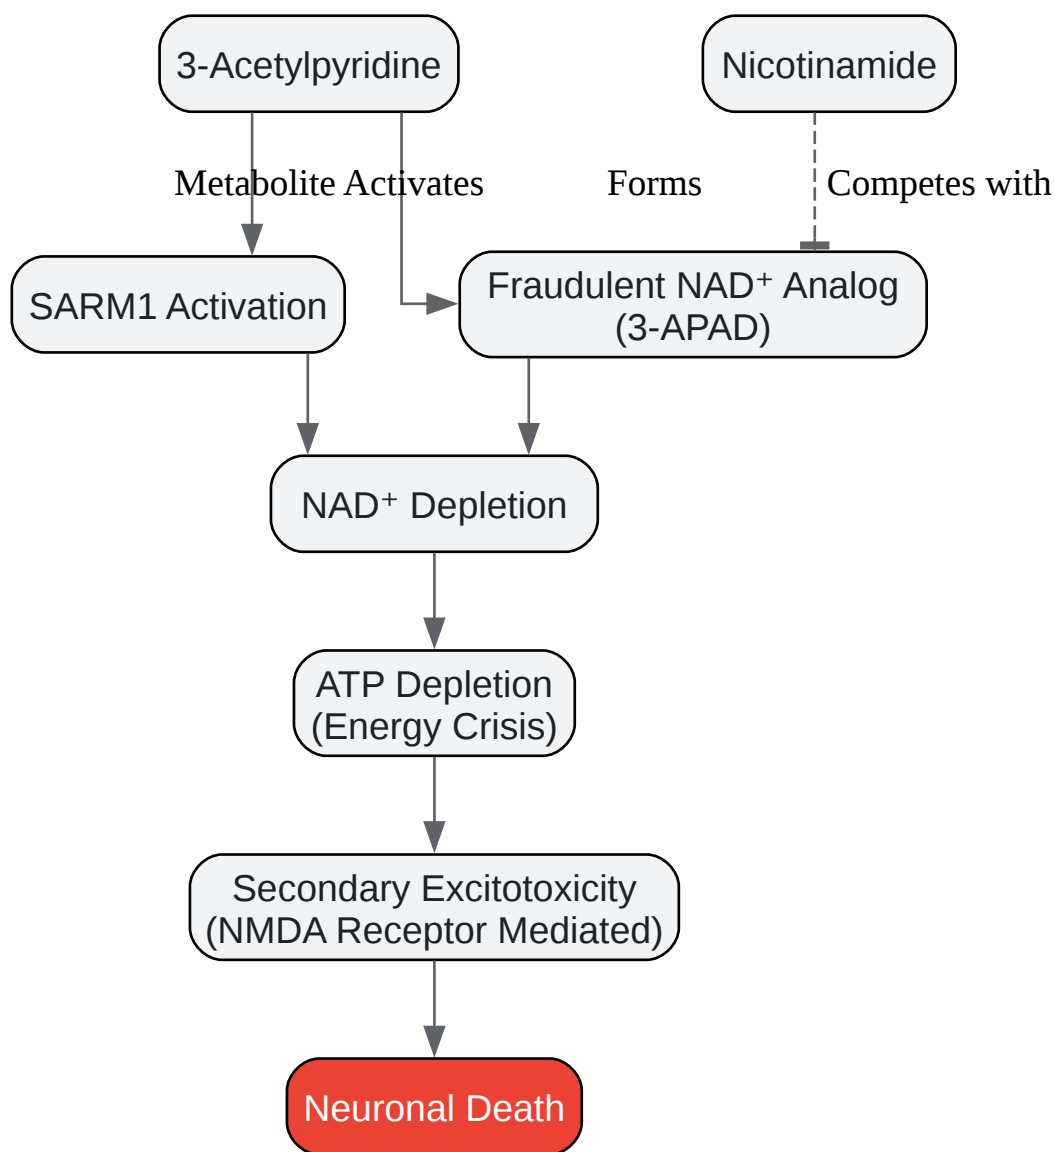 3-Acetylpyridine
Nicotinamide
Metabolite Activates
Forms
Competes with
SARM1 Activation
Fraudulent NAD⁺ Analog
(3-APAD)
NAD⁺ Depletion
ATP Depletion
(Energy Crisis)
Secondary Excitotoxicity
(NMDA Receptor Mediated)
Neuronal Death